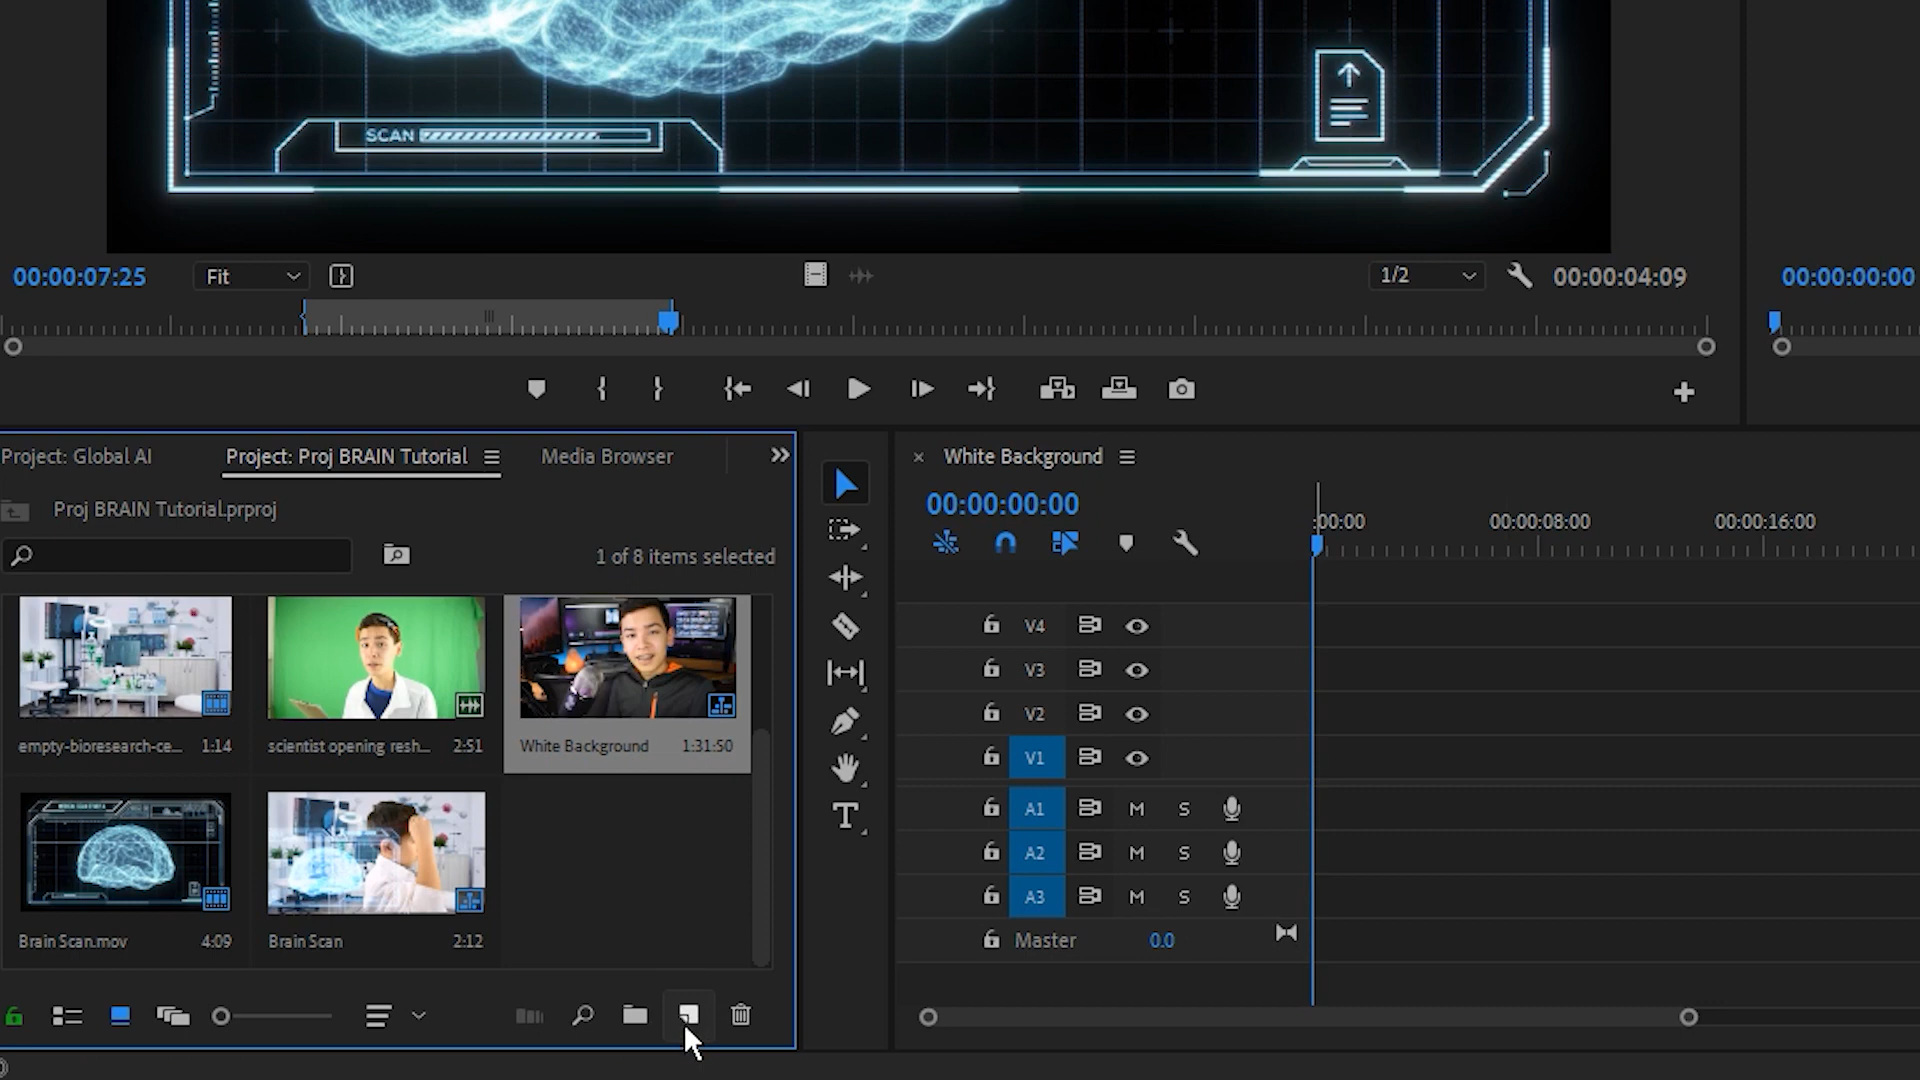 SCAN
00:00:07:25
Fit
1/2
00:00:04:09
00:00:00:00
Project: Global AI
Project: Proj BRAIN Tutorial
Media Browser
Proj BRAIN Tutorial.prproj
1 of 8 items selected
empty-bioresearch-ce... 1:14
scientist opening resh... 2:51
White Background 1:31:50
Brain Scan.mov 4:09
Brain Scan 2:12
White Background
00:00:00:00
:00:00
00:00:08:00
00:00:16:00
V4
V3
V2
V1
A1 M S
A2 M S
A3 M S
Master 0.0